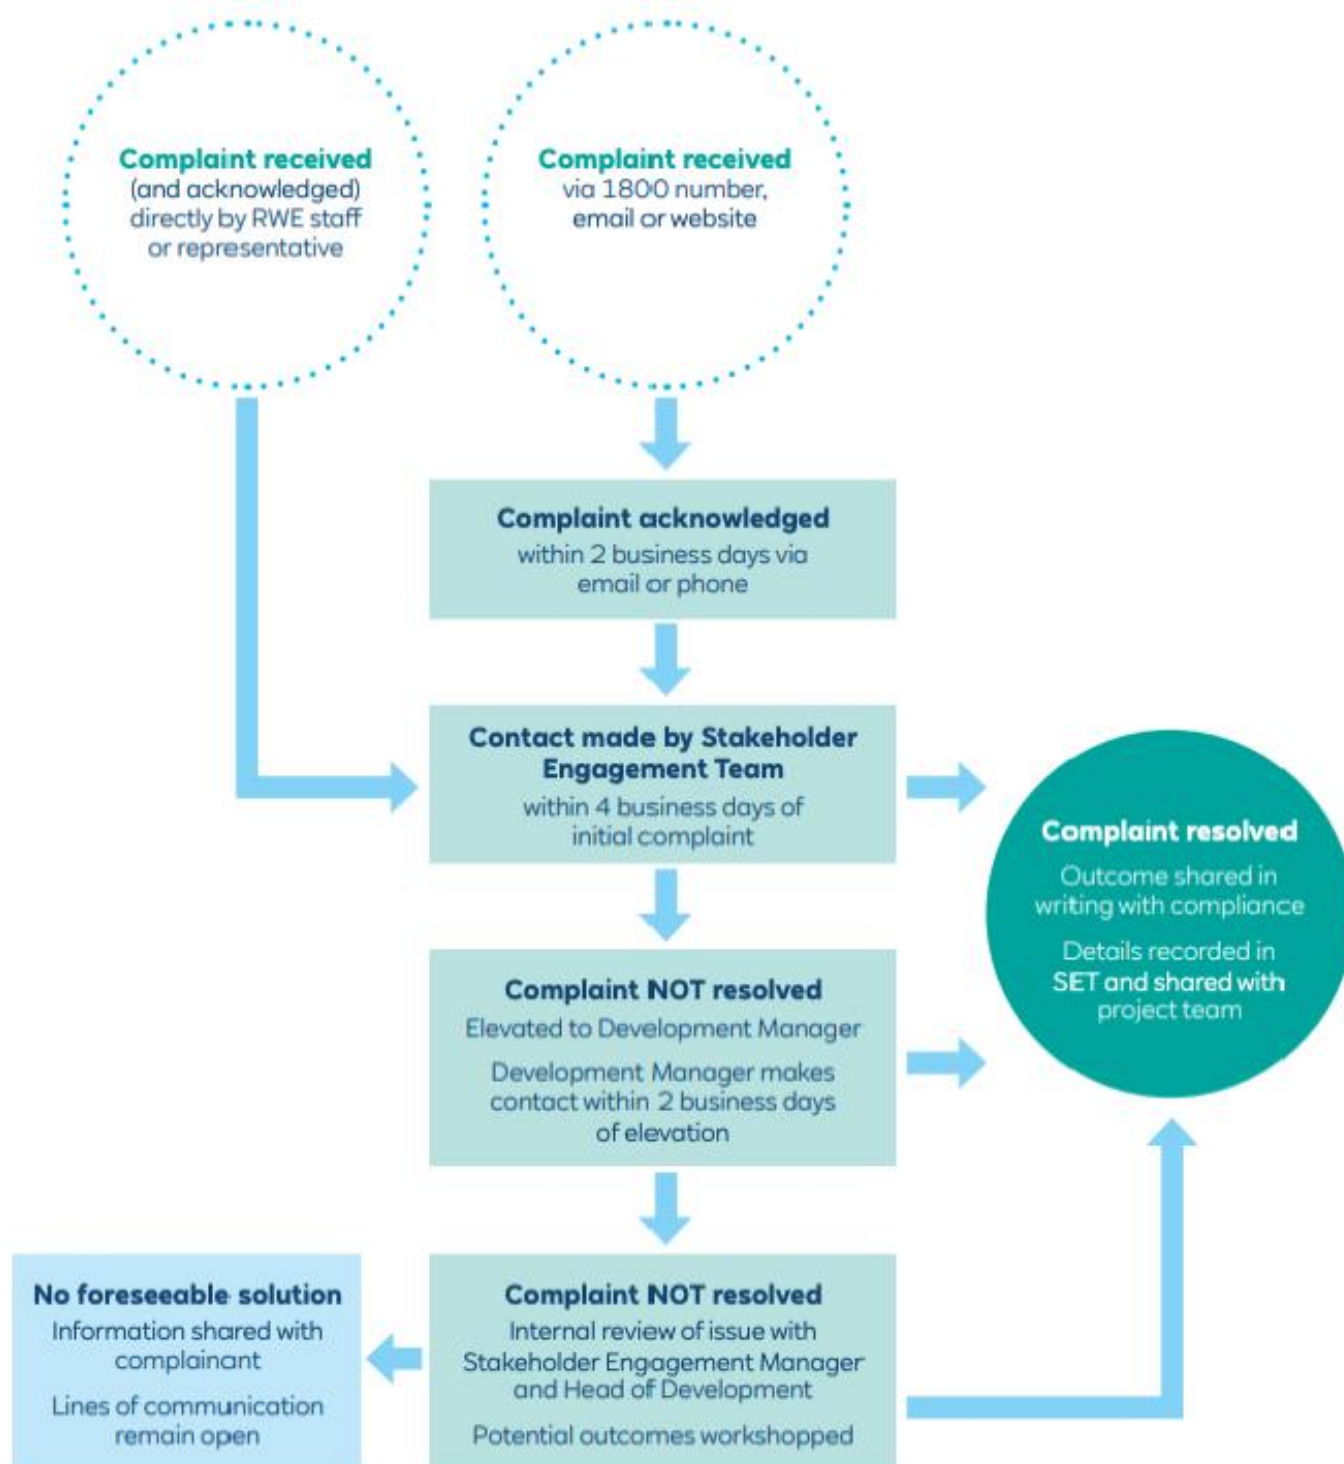 Complaint received
(and acknowledged)
directly by RWE staff
or representative
Complaint received
via 1800 number,
email or website
Complaint acknowledged
within 2 business days via
email or phone
Contact made by Stakeholder
Engagement Team
within 4 business days of
initial complaint
Complaint resolved
Outcome shared in
writing with compliance
Details recorded in
SET and shared with
project team
Complaint NOT resolved
Elevated to Development Manager
Development Manager makes
contact within 2 business days
of elevation
No foreseeable solution
Information shared with
complainant
Lines of communication
remain open
Complaint NOT resolved
Internal review of issue with
Stakeholder Engagement Manager
and Head of Development
Potential outcomes workshopped